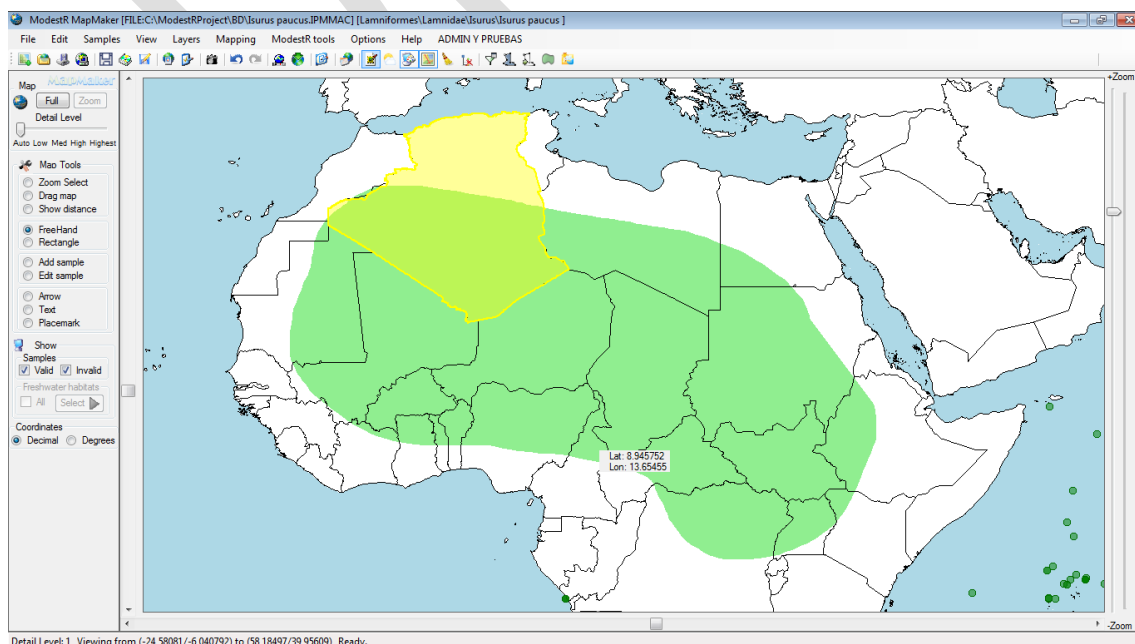 ModestR MapMaker [FILE:C:\ModestRProject\BD\Isurus paucus.IPMMAC] [Lamniformes\Lamnidae\Isurus\Isurus paucus ]
File Edit Samples View Layers Mapping ModestR tools Options Help ADMIN Y PRUEBAS
Map MapMaker
Full Zoom
Detail Level
Auto Low Med High Highest
Map Tools
Zoom Select
Drag map
Show distance
FreeHand
Rectangle
Add sample
Edit sample
Arrow
Text
Placemark
Show
Samples
Valid Invalid
Freshwater habitats
All Select
Coordinates
Decimal Degrees
+Zoom
Lat: 8.945752
Lon: 13.65455
-Zoom
Detail Level: 1 Viewing from (-24.58081/-6.040792) to (58.18497/39.95609) Ready.